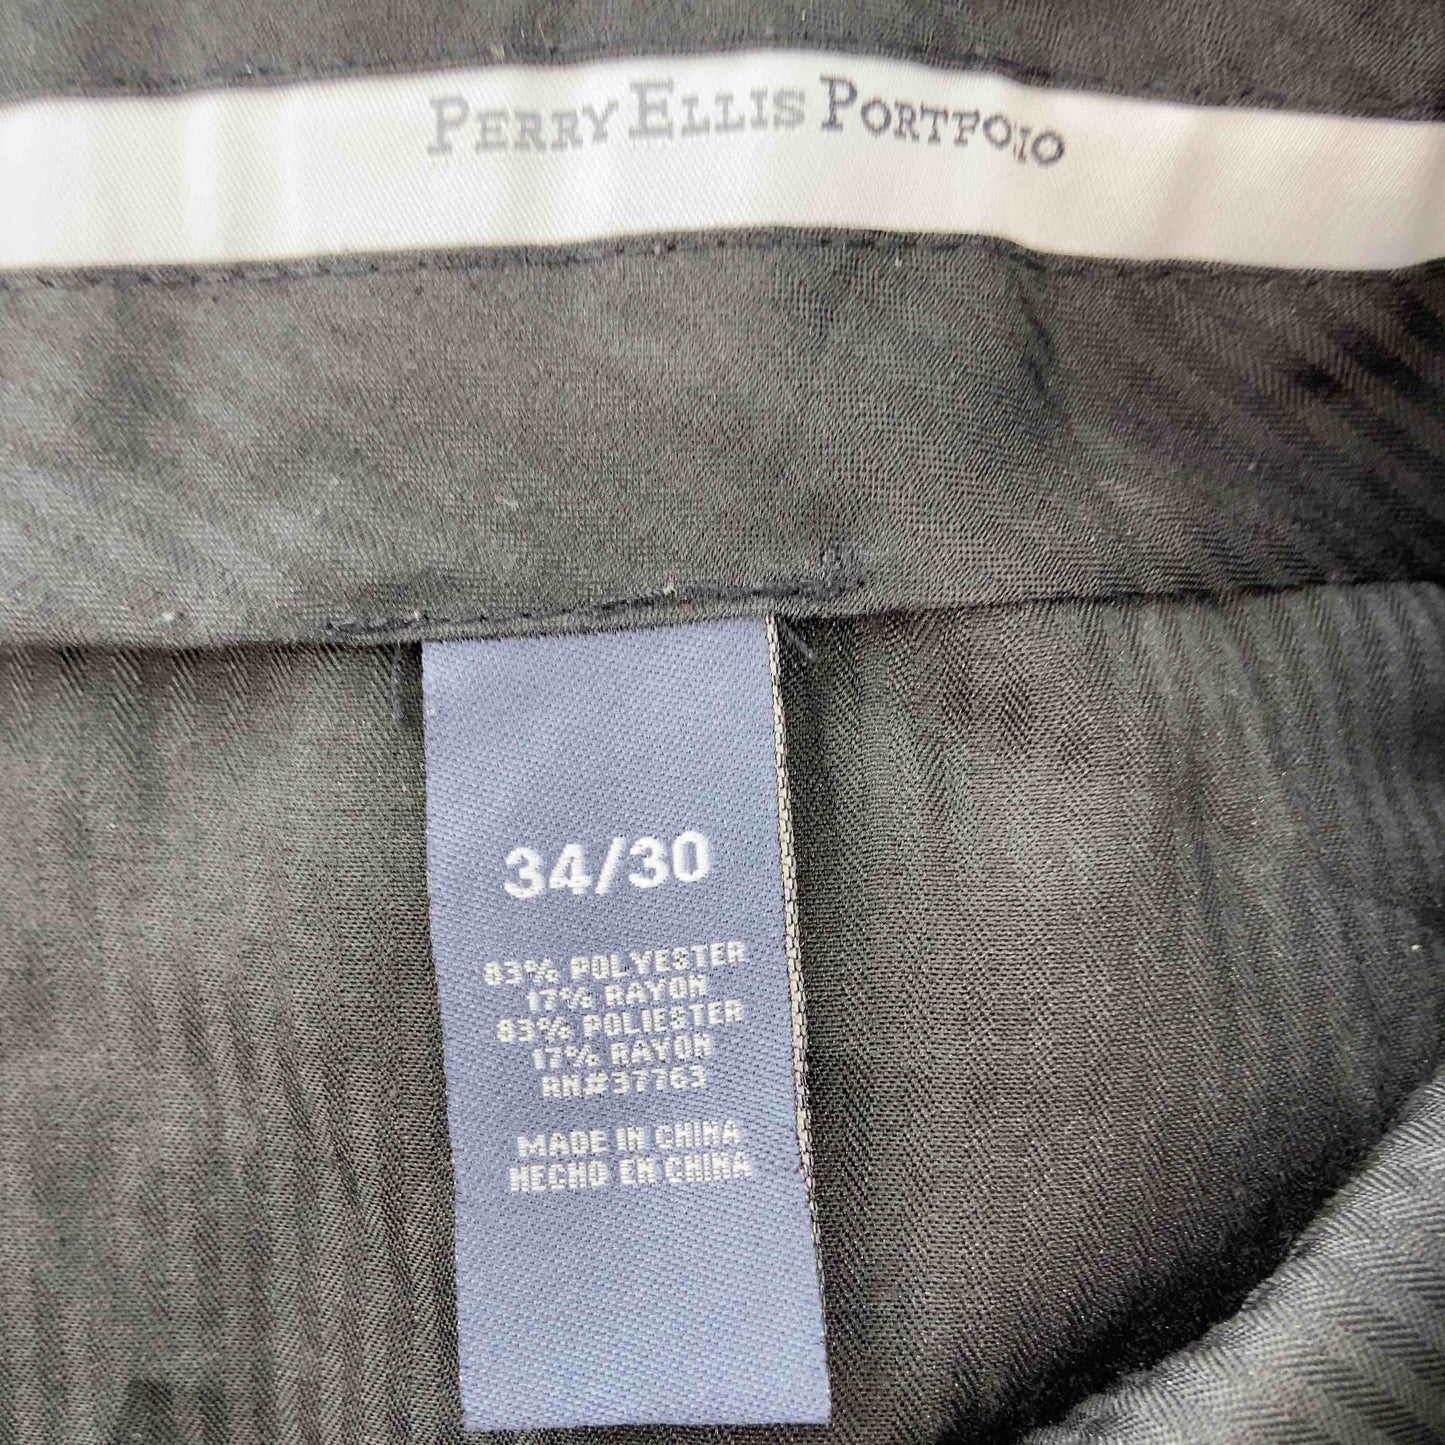 PERRY ELLIS PORTFOLIO
34/30
83% POLYESTER
17% RAYON
83% POLIESTER
17% RAYON
RN#37763
MADE IN CHINA
HECHO EN CHINA